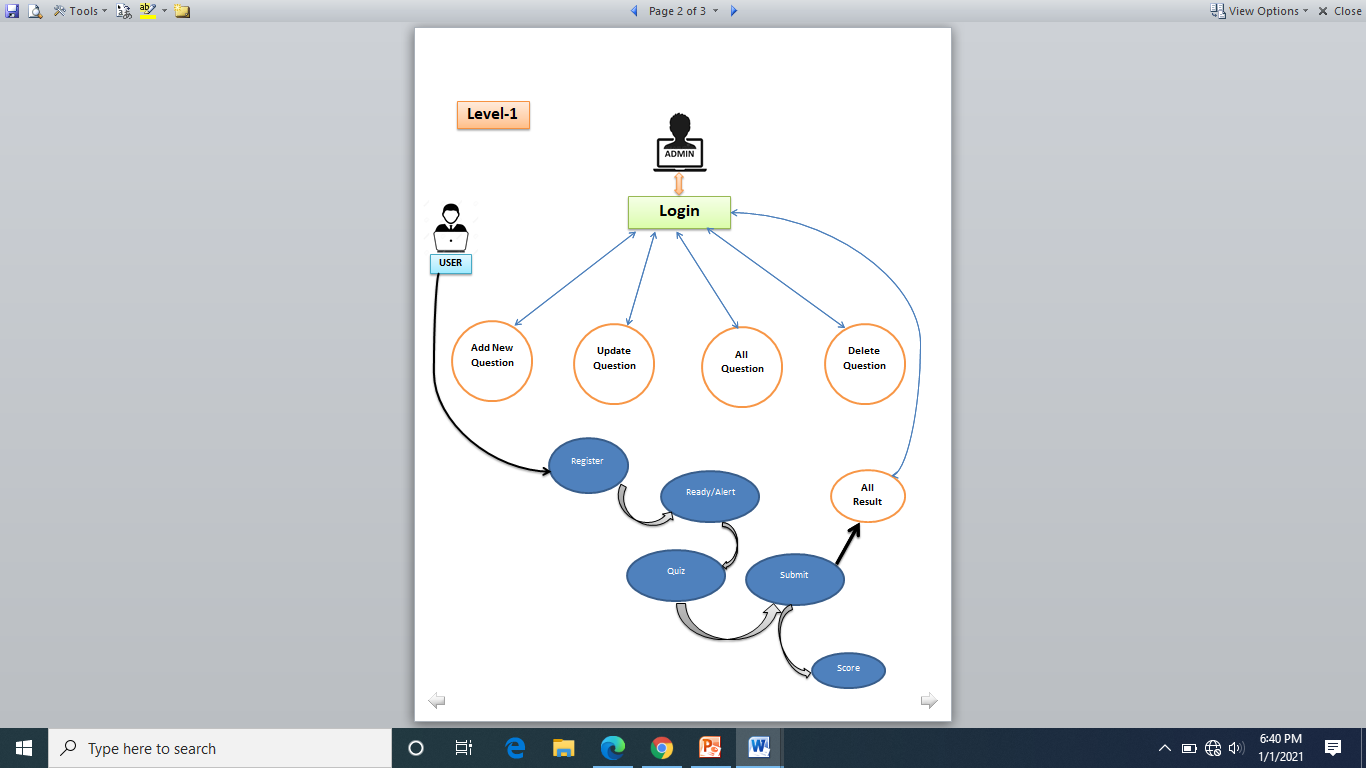 Tools
ab
Page 2 of 3
View Options
Close
Level-1
ADMIN
Login
USER
Add New
Question
Update
Question
All
Question
Delete
Question
Register
Ready/Alert
All
Result
Quiz
Submit
Score
Type here to search
6:40 PM
1/1/2021